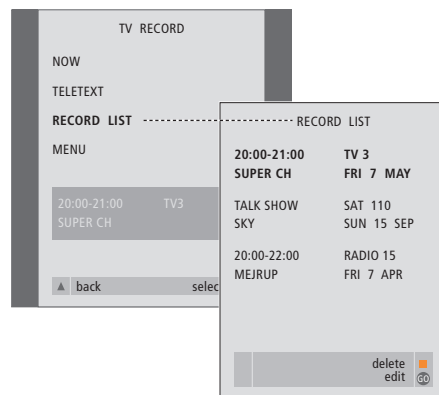 TV RECORD
NOW
TELETEXT
RECORD LIST
MENU
20:00-21:00 TV3
SUPER CH
back selec
RECORD LIST
20:00-21:00 TV 3
SUPER CH FRI 7 MAY
TALK SHOW SAT 110
SKY SUN 15 SEP
20:00-22:00 RADIO 15
MEJRUP FRI 7 APR
delete
edit GO